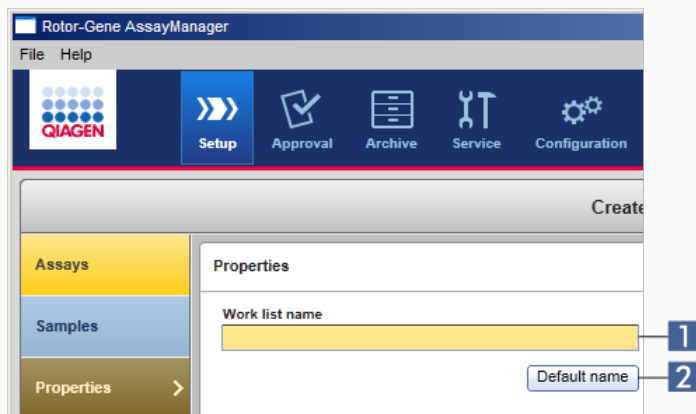 Rotor-Gene AssayManager
File Help
QIAGEN
Setup Approval Archive Service Configuration
Create
Assays
Properties
Work list name
1
Samples
Default name 2
Properties